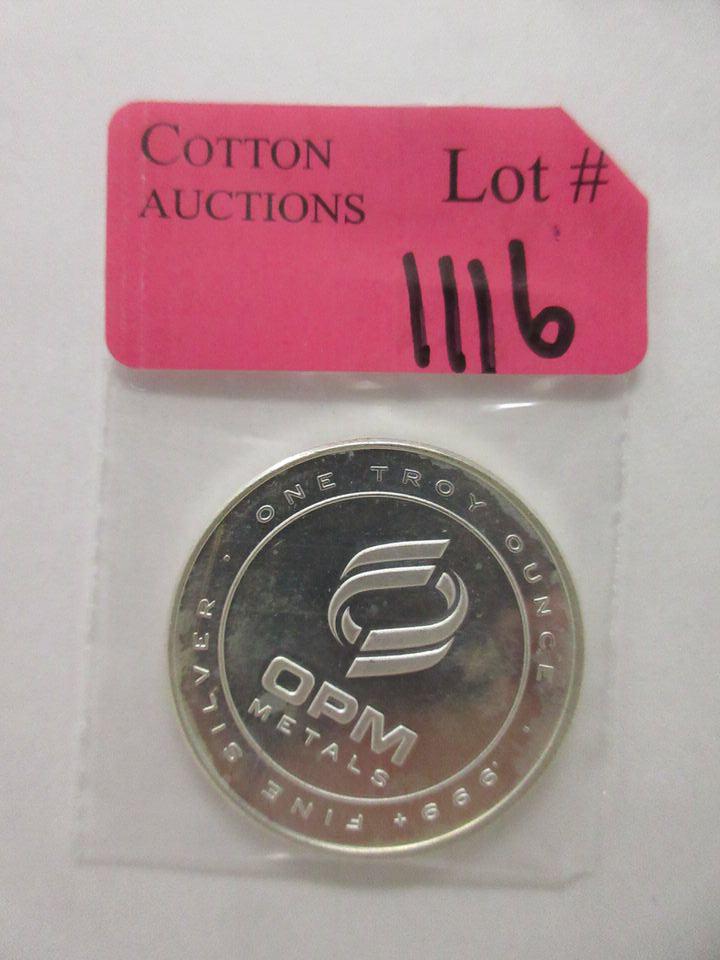 COTTON
AUCTIONS
Lot #
1116
ONE TROY OUNCE · .999+ FINE SILVER ·
OPM
METALS